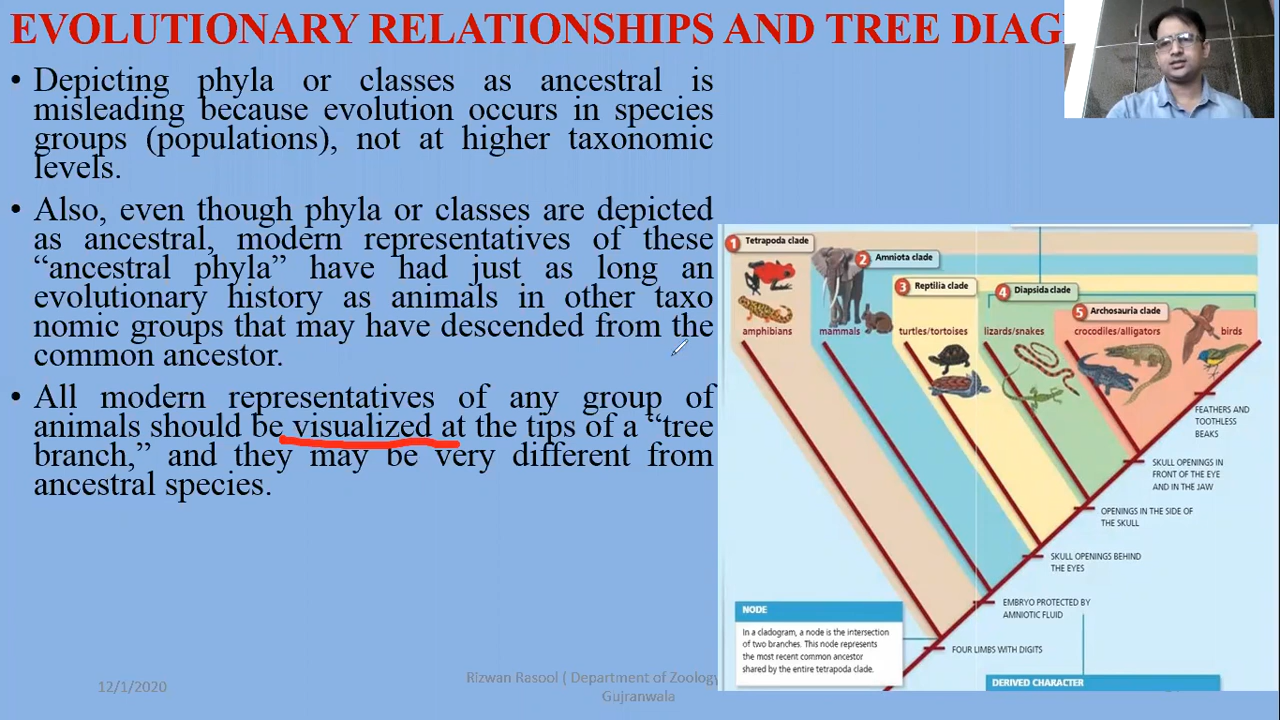 EVOLUTIONARY RELATIONSHIPS AND TREE DIAG
• Depicting phyla or classes as ancestral is
misleading because evolution occurs in species
groups (populations), not at higher taxonomic
levels.
• Also, even though phyla or classes are depicted
as ancestral, modern representatives of these
“ancestral phyla” have had just as long an
evolutionary history as animals in other taxo
nomic groups that may have descended from the
common ancestor.
• All modern representatives of any group of
animals should be visualized at the tips of a “tree
branch,” and they may be very different from
ancestral species.
1 Tetrapoda clade
2 Amniota clade
3 Reptilia clade
4 Diapsida clade
5 Archosauria clade
amphibians
mammals
turtles/tortoises
lizards/snakes
crocodiles/alligators
birds
FEATHERS AND
TOOTHLESS
BEAKS
SKULL OPENINGS IN
FRONT OF THE EYE
AND IN THE JAW
OPENINGS IN THE SIDE OF
THE SKULL
SKULL OPENINGS BEHIND
THE EYES
EMBRYO PROTECTED BY
AMNIOTIC FLUID
FOUR LIMBS WITH DIGITS
NODE
In a cladogram, a node is the intersection
of two branches. This node represents
the most recent common ancestor
shared by the entire tetrapoda clade.
DERIVED CHARACTER
12/1/2020
Rizwan Rasool ( Department of Zoology
Gujranwala